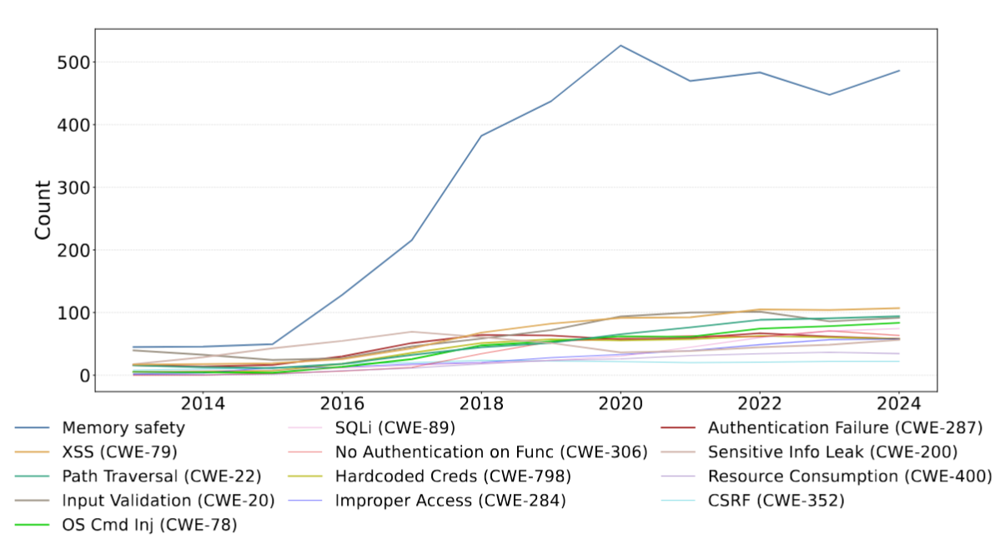 500
400
300
200
100
0
Count
2014 2016 2018 2020 2022 2024
Memory safety
XSS (CWE-79)
Path Traversal (CWE-22)
Input Validation (CWE-20)
OS Cmd Inj (CWE-78)
SQLi (CWE-89)
No Authentication on Func (CWE-306)
Hardcoded Creds (CWE-798)
Improper Access (CWE-284)
Authentication Failure (CWE-287)
Sensitive Info Leak (CWE-200)
Resource Consumption (CWE-400)
CSRF (CWE-352)